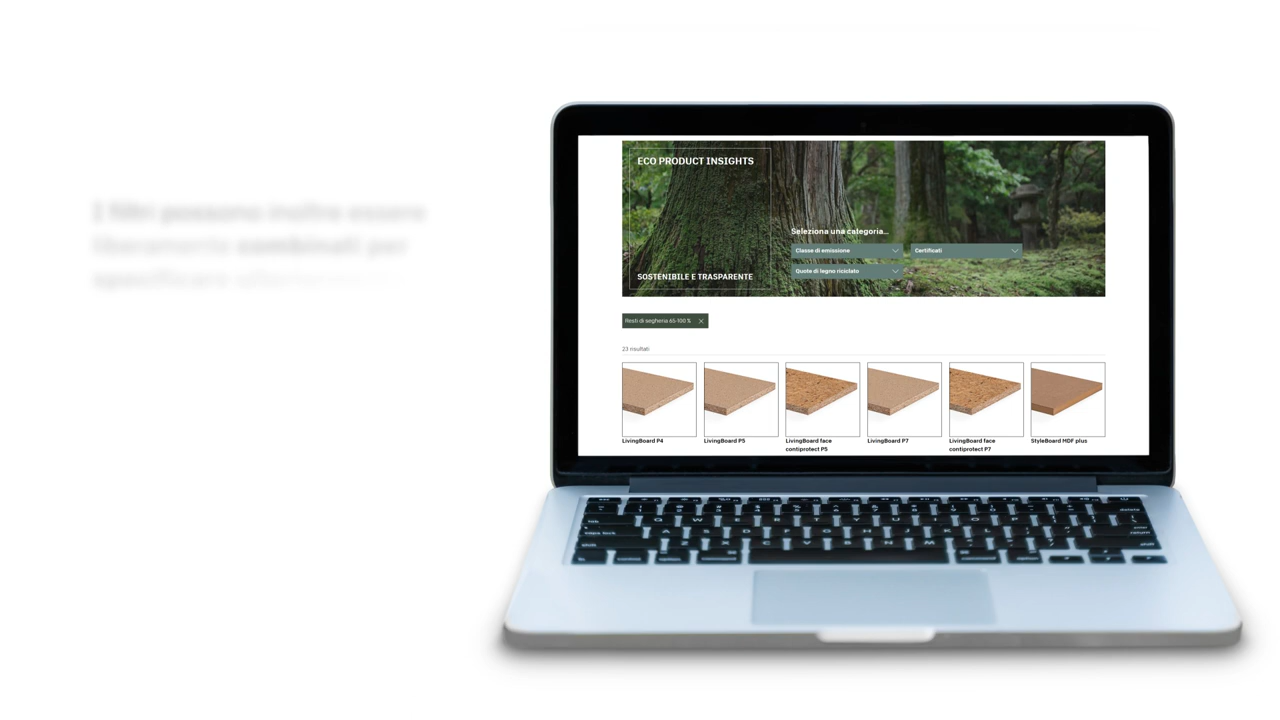 I filtri possono inoltre essere
combinati per
ECO PRODUCT INSIGHTS
Seleziona una categoria...
Classe di emissione
Certificati
Quote di legno riciclato
SOSTENIBILE E TRASPARENTE
Resti di segheria 65-100 %
23 risultati
LivingBoard P4
LivingBoard P5
LivingBoard face
contiprotect P5
LivingBoard P7
LivingBoard face
contiprotect P7
StyleBoard MDF plus